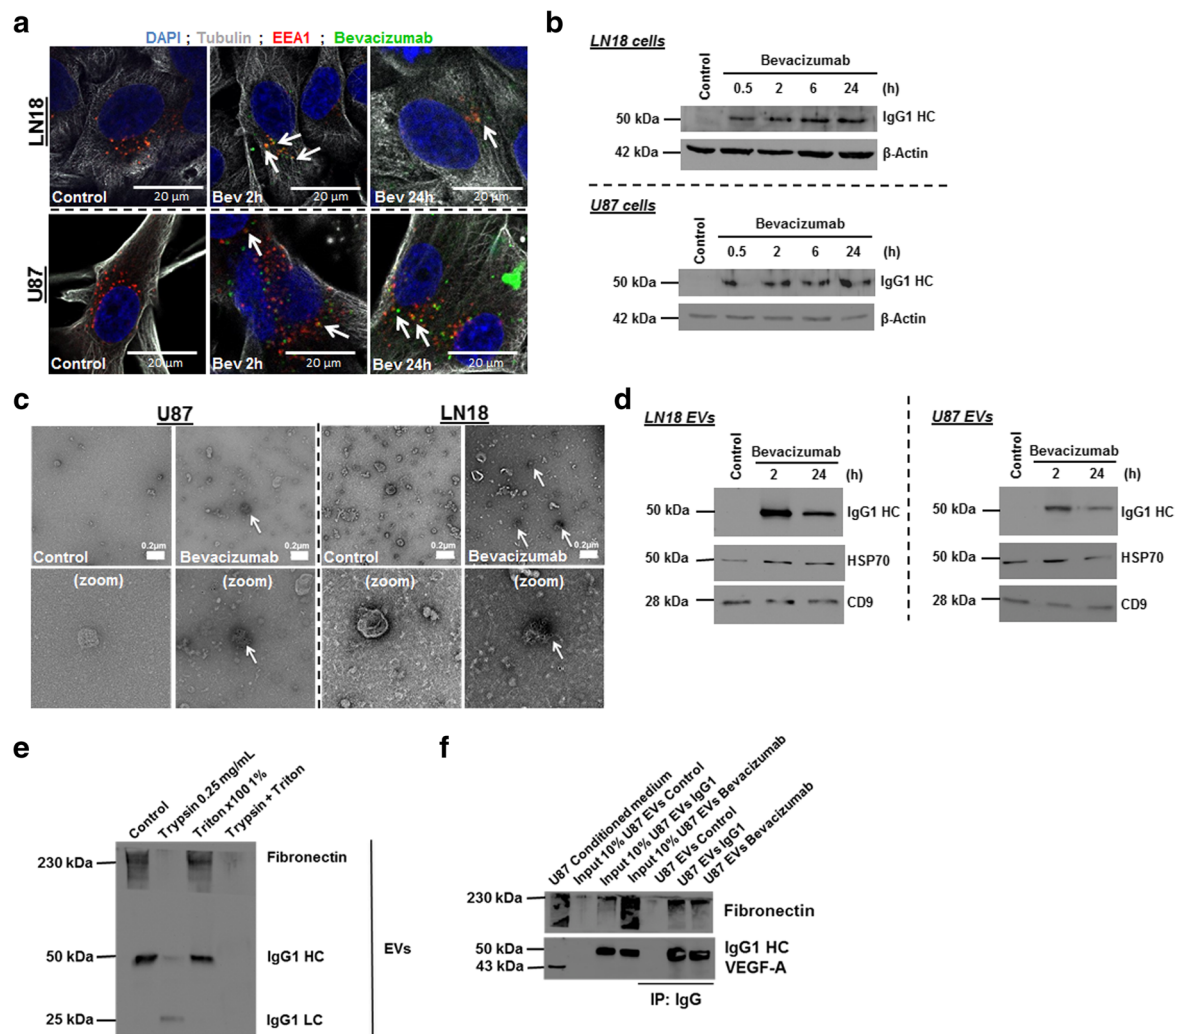 a
DAPI ; Tubulin ; EEA1 ; Bevacizumab
LN18
Control
20 µm
Bev 2h
20 µm
Bev 24h
20 µm
U87
Control
20 µm
Bev 2h
20 µm
Bev 24h
20 µm
b
LN18 cells
Control
Bevacizumab
0.5 2 6 24 (h)
50 kDa
IgG1 HC
42 kDa
β-Actin
U87 cells
Control
Bevacizumab
0.5 2 6 24 (h)
50 kDa
IgG1 HC
42 kDa
β-Actin
c
U87
LN18
Control
0.2µm
Bevacizumab
0.2µm
Control
0.2µm
Bevacizumab
0.2µm
(zoom)
(zoom)
(zoom)
(zoom)
d
LN18 EVs
Control
Bevacizumab
2 24 (h)
50 kDa
IgG1 HC
50 kDa
HSP70
28 kDa
CD9
U87 EVs
Control
Bevacizumab
2 24 (h)
50 kDa
IgG1 HC
50 kDa
HSP70
28 kDa
CD9
e
Control
Trypsin 0.25 mg/mL
Triton x100 1%
Trypsin + Triton
230 kDa
Fibronectin
50 kDa
IgG1 HC
25 kDa
IgG1 LC
EVs
f
U87 Conditioned medium
Input 10% U87 EVs Control
Input 10% U87 EVs IgG1
Input 10% U87 EVs Bevacizumab
U87 EVs Control
U87 EVs IgG1
U87 EVs Bevacizumab
230 kDa
Fibronectin
50 kDa
IgG1 HC
43 kDa
VEGF-A
IP: IgG